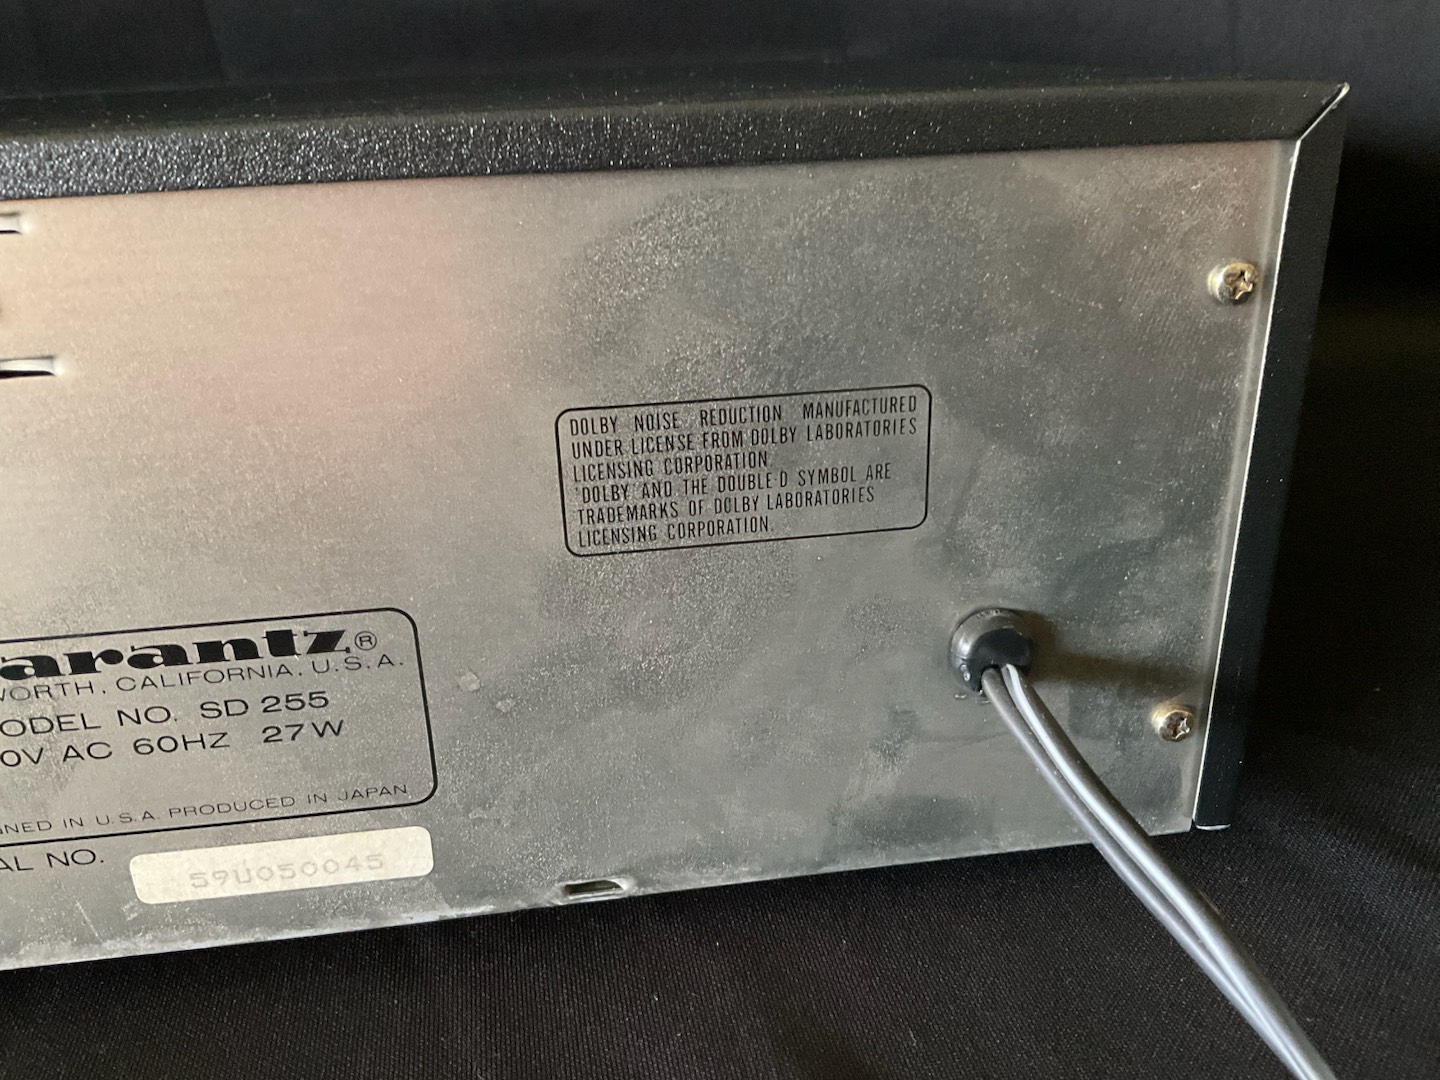 DOLBY NOISE REDUCTION MANUFACTURED
UNDER LICENSE FROM DOLBY LABORATORIES
LICENSING CORPORATION
'DOLBY' AND THE DOUBLE-D SYMBOL ARE
TRADEMARKS OF DOLBY LABORATORIES
LICENSING CORPORATION.
arantz®
WORTH, CALIFORNIA, U.S.A.
ODEL NO. SD 255
0V AC 60HZ 27W
NED IN U.S.A. PRODUCED IN JAPAN
AL NO. 59U050045